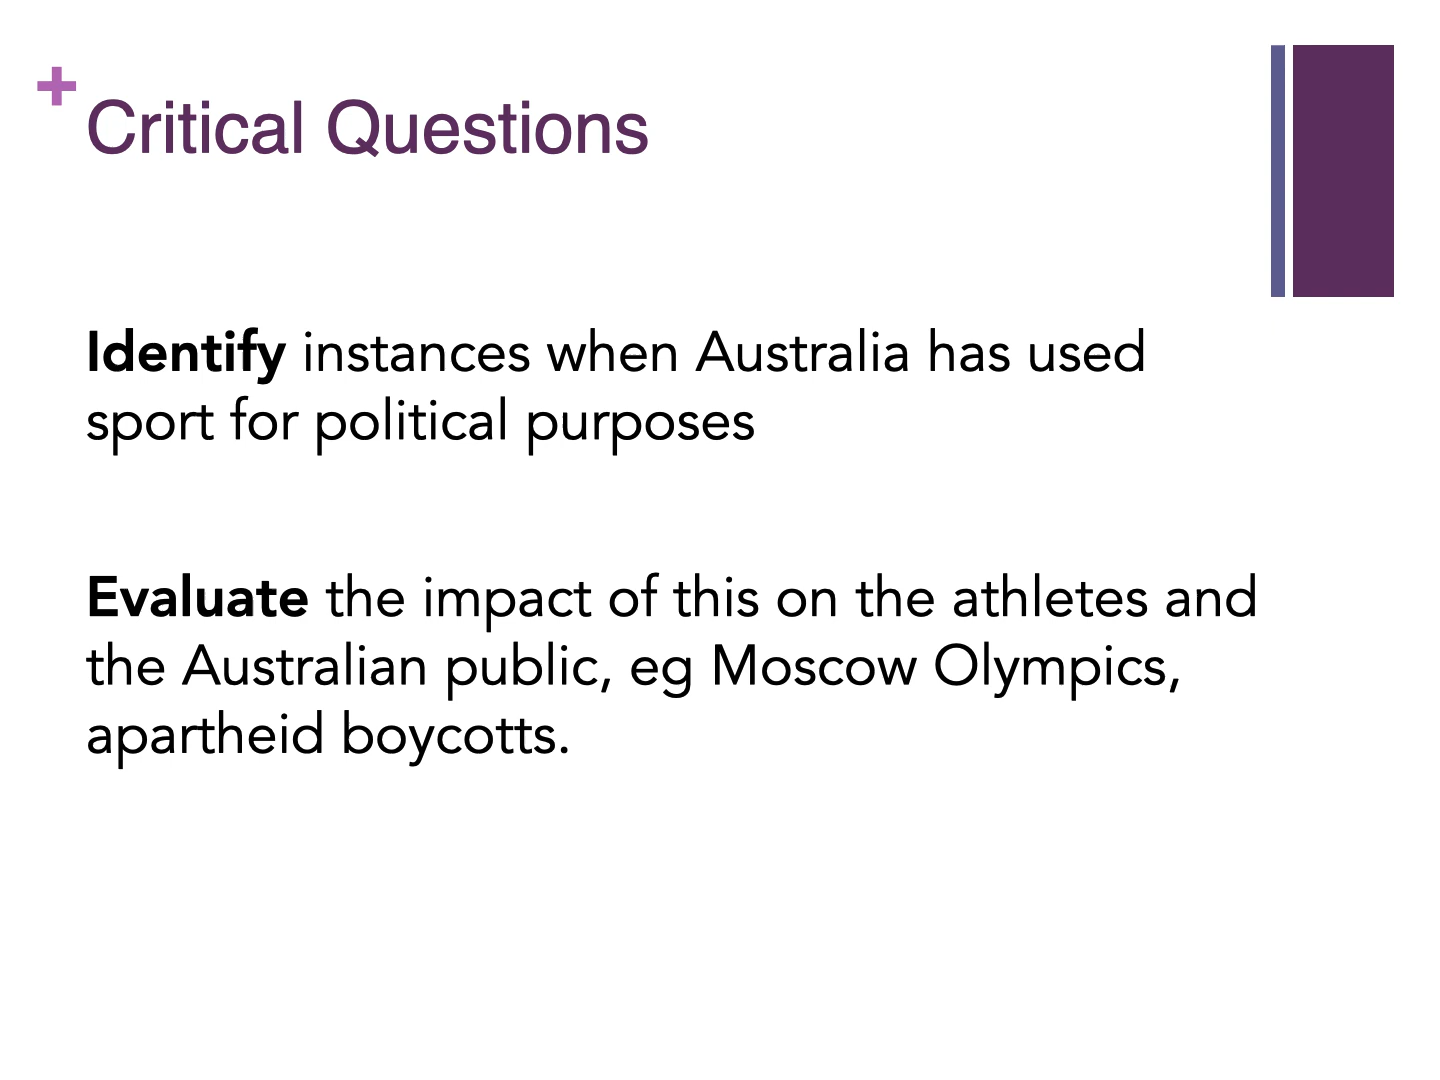 +
Critical Questions
Identify instances when Australia has used
sport for political purposes
Evaluate the impact of this on the athletes and
the Australian public, eg Moscow Olympics,
apartheid boycotts.